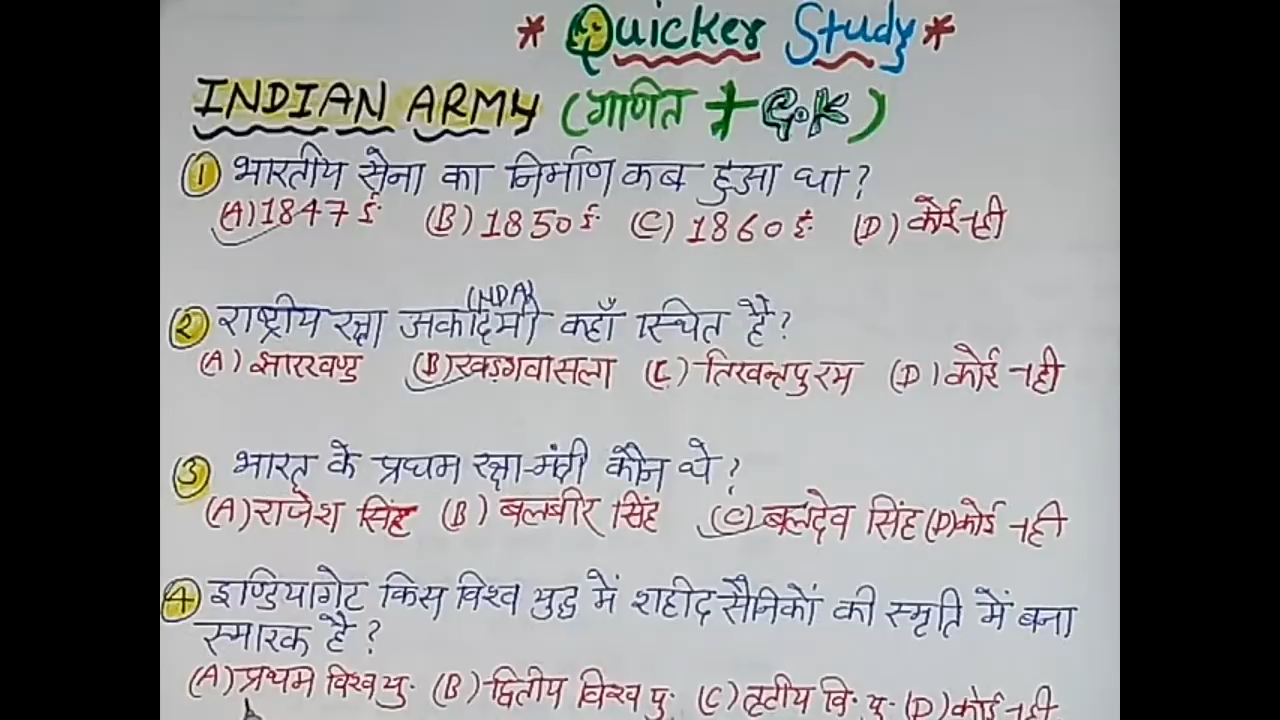 * Quicker Study *
INDIAN ARMY (गणित + G.K)
1 भारतीय सेना का निर्माण कब हुआ था?
(A) 1847 ई. (B) 1850 ई. (C) 1860 ई. (D) कोई नही
(NDA)
2 राष्ट्रीय रक्षा अकादमी कहाँ स्थित है?
(A) झारखण्ड (B) खड़गवासला (C) तिरुवन्नतपुरम (D) कोई नही
3 भारत के प्रथम रक्षा-मंत्री कौन थे?
(A) राजेश सिंह (B) बलबीर सिंह (C) बलदेव सिंह (D) कोई नही
4 इण्डियागेट किस विश्व युद्ध में शहीद सैनिकों की स्मृति में बना
स्मारक है?
(A) प्रथम विश्व यु. (B) द्वितीय विश्व यु. (C) तृतीय वि. यु. (D) कोई नही.